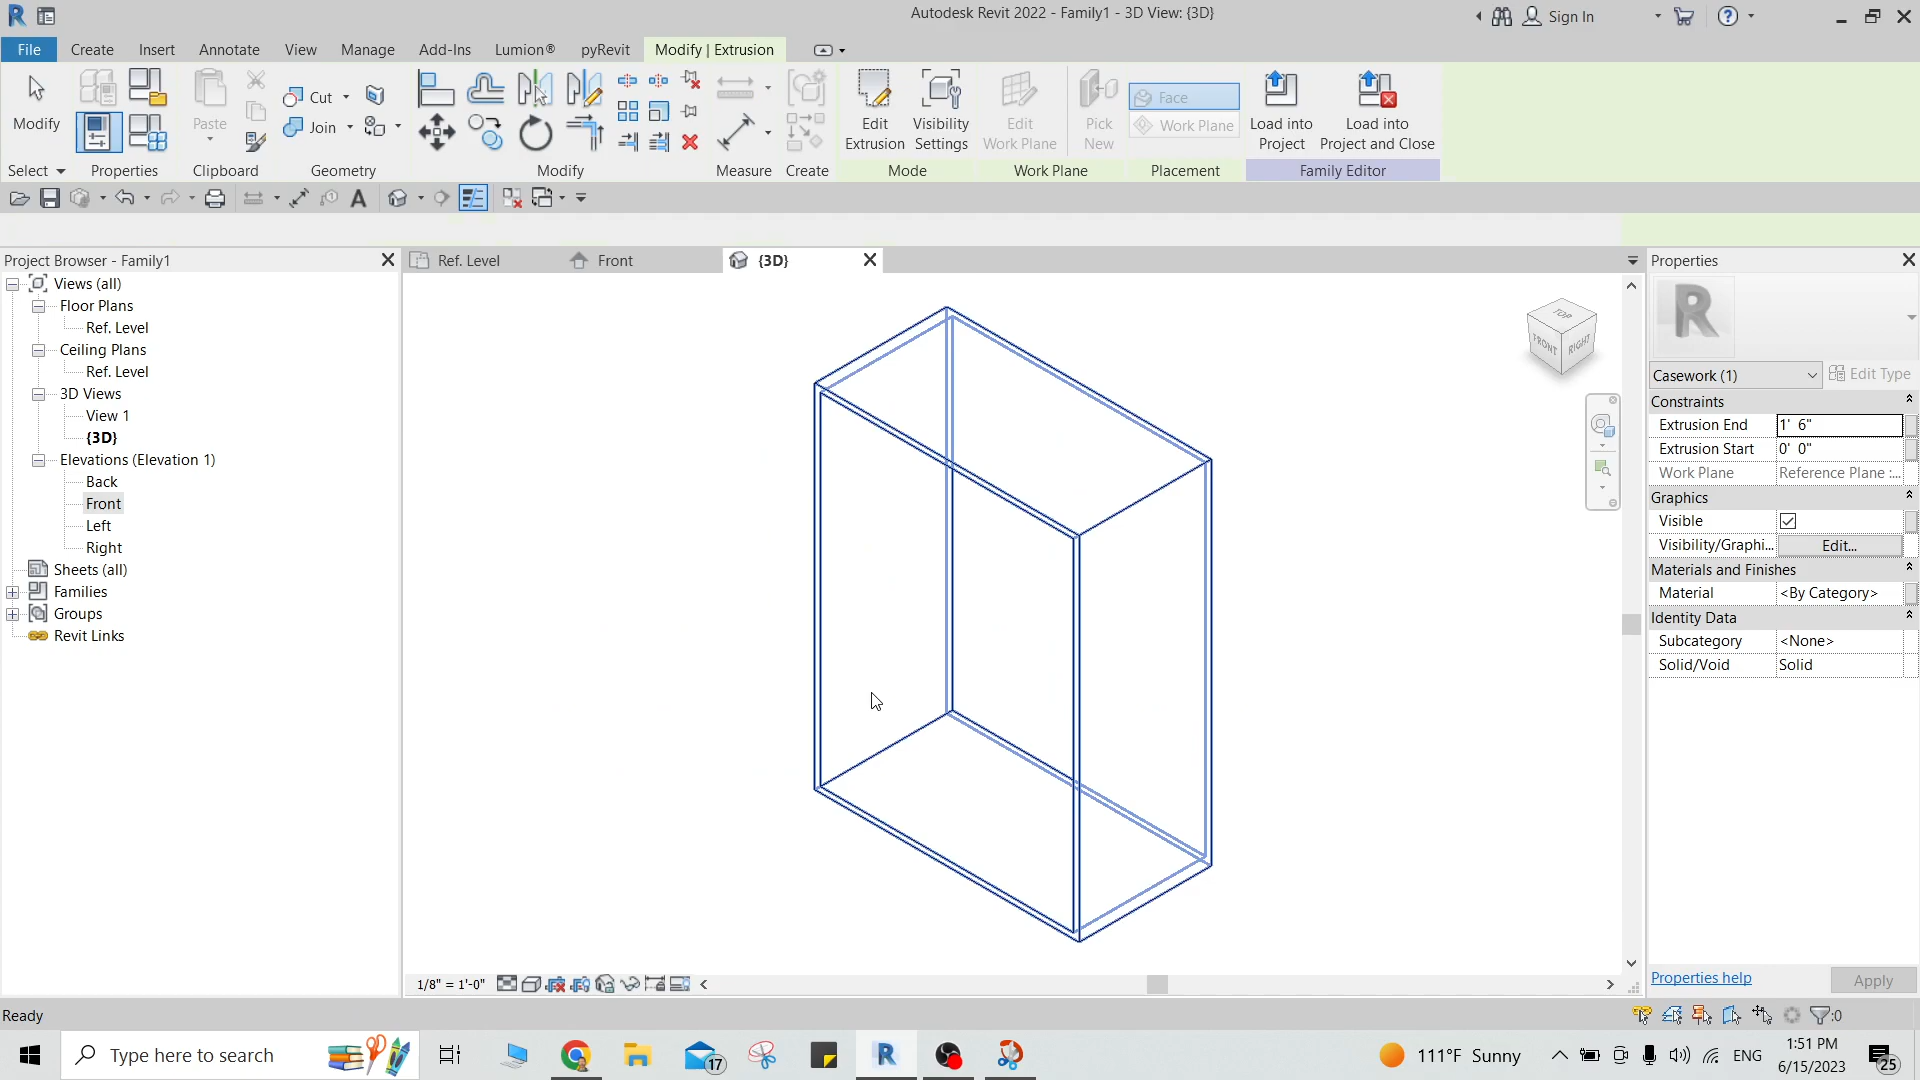 Autodesk Revit 2022 - Family1 - 3D View: {3D}
Sign In
File Create Insert Annotate View Manage Add-Ins Lumion® pyRevit Modify | Extrusion
Modify
Paste
Cut
Join
Edit Extrusion
Visibility Settings
Edit Work Plane
Pick New
Face
Work Plane
Load into Project
Load into Project and Close
Select Properties Clipboard Geometry Modify Measure Create Mode Work Plane Placement Family Editor
Project Browser - Family1
Ref. Level
Front
{3D}
Properties
Views (all)
Floor Plans
Ref. Level
Ceiling Plans
Ref. Level
3D Views
View 1
{3D}
Elevations (Elevation 1)
Back
Front
Left
Right
Sheets (all)
Families
Groups
Revit Links
TOP
FRONT RIGHT
Casework (1) Edit Type
Constraints
Extrusion End 1' 6"
Extrusion Start 0' 0"
Work Plane Reference Plane :...
Graphics
Visible
Visibility/Graphi... Edit...
Materials and Finishes
Material <By Category>
Identity Data
Subcategory <None>
Solid/Void Solid
Properties help Apply
1/8" = 1'-0"
Ready
:0
Type here to search
17
111°F Sunny
ENG
1:51 PM
6/15/2023
25